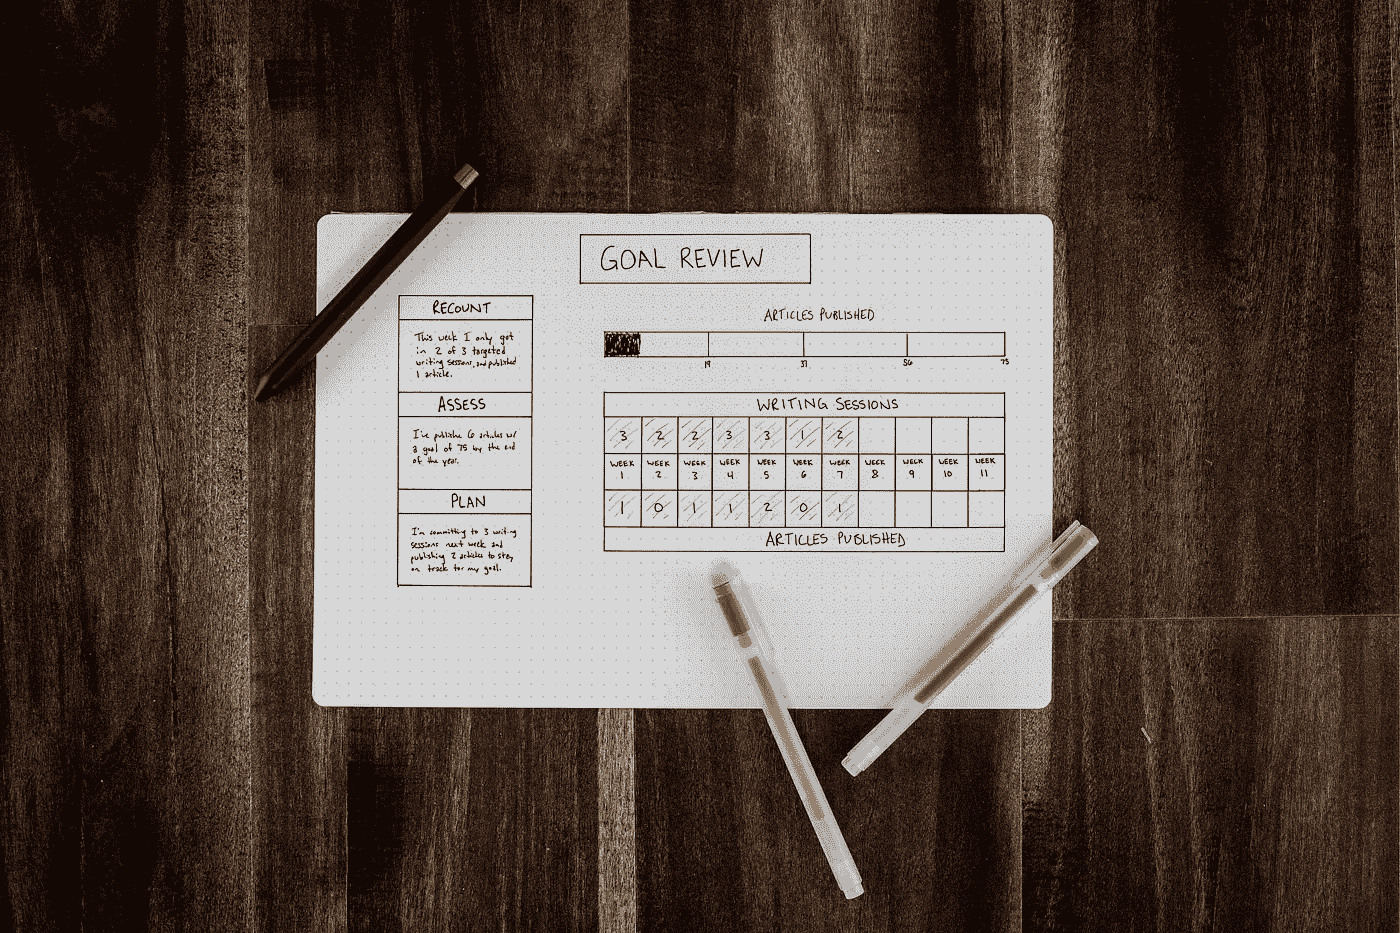 GOAL REVIEW
RECOUNT
This week I only got
in 2 of 3 targeted
writing sessions, and published
1 article.
ASSESS
I've publishe 6 articles w/
a goal of 75 by the end
of the year.
PLAN
I'm committing to 3 writing
sessions next week and
publishing 2 articles to stay
on track for my goal.
ARTICLES PUBLISHED
19 37 56 75
WRITING SESSIONS
3 2 2 3 3 1 2
WEEK 1 WEEK 2 WEEK 3 WEEK 4 WEEK 5 WEEK 6 WEEK 7 WEEK 8 WEEK 9 WEEK 10 WEEK 11
1 0 1 1 2 0 1
ARTICLES PUBLISHED